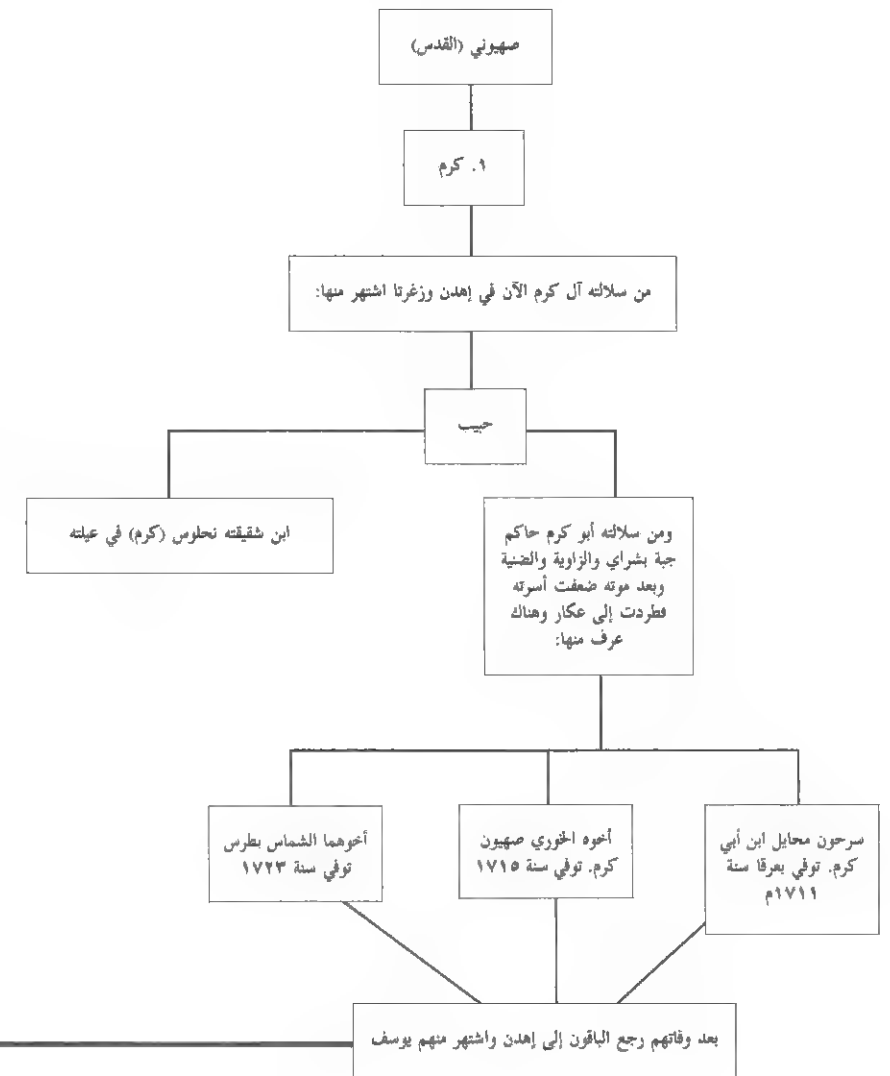 صهيوني (القدس)
١. كرم
من سلالته آل كرم الآن في إهدن وزغرتا اشتهر منها:
حبيب
ومن سلالته أبو كرم حاكم
جبة بشراي والزاوية والضنية
وبعد موته ضعفت أسرته
فطردت إلى عكار وهناك
عرف منها:
ابن شقيقته نحلوس (كرم) في عيلته
سرحون محايل ابن أبي
كرم. توفي بعرقا سنة
١٧١١م
أخوه الخوري صهيون
كرم. توفي سنة ١٧١٥
أخوهما الشماس بطرس
توفي سنة ١٧٢٣
بعد وفاتهم رجع الباقون إلى إهدن واشتهر منهم يوسف